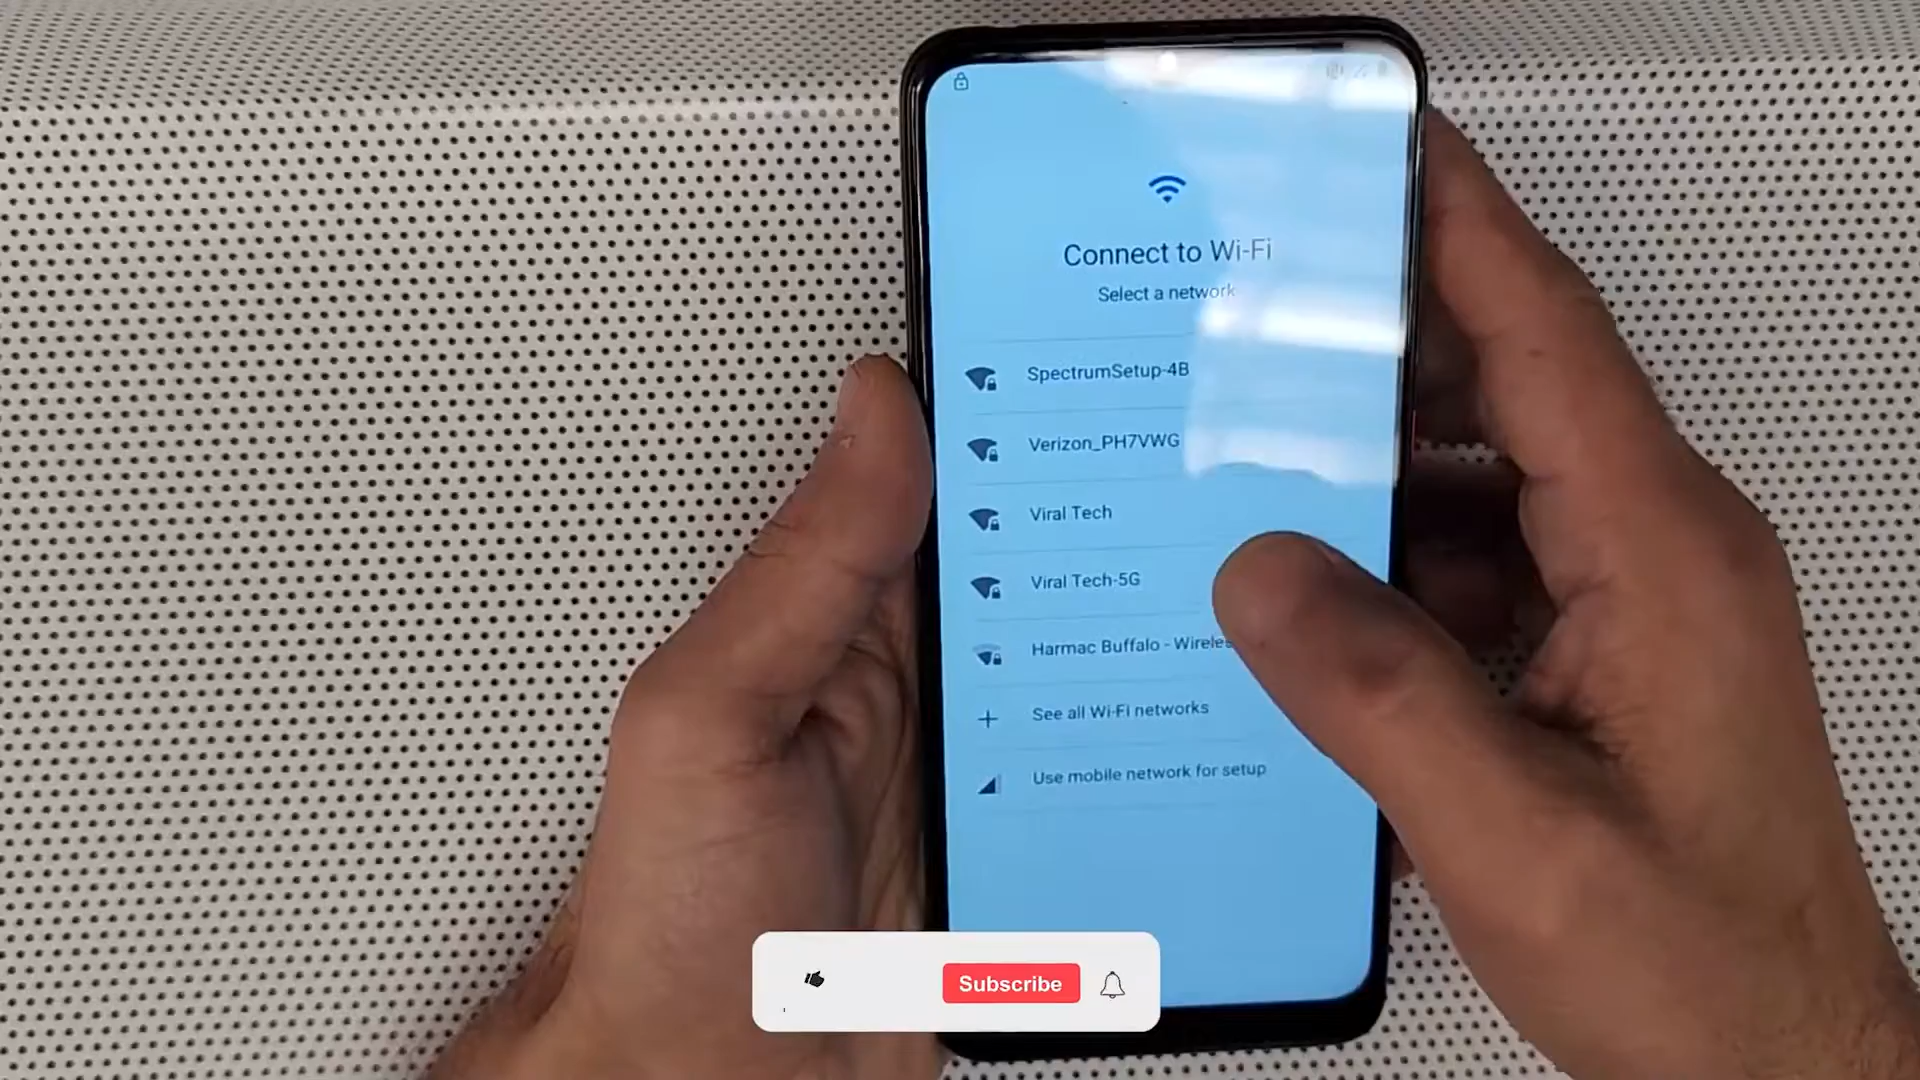 Connect to Wi-Fi
Select a network
SpectrumSetup-4B
Verizon_PH7VWG
Viral Tech
Viral Tech-5G
Harmac Buffalo - Wireles
See all Wi-Fi networks
Use mobile network for setup
Subscribe